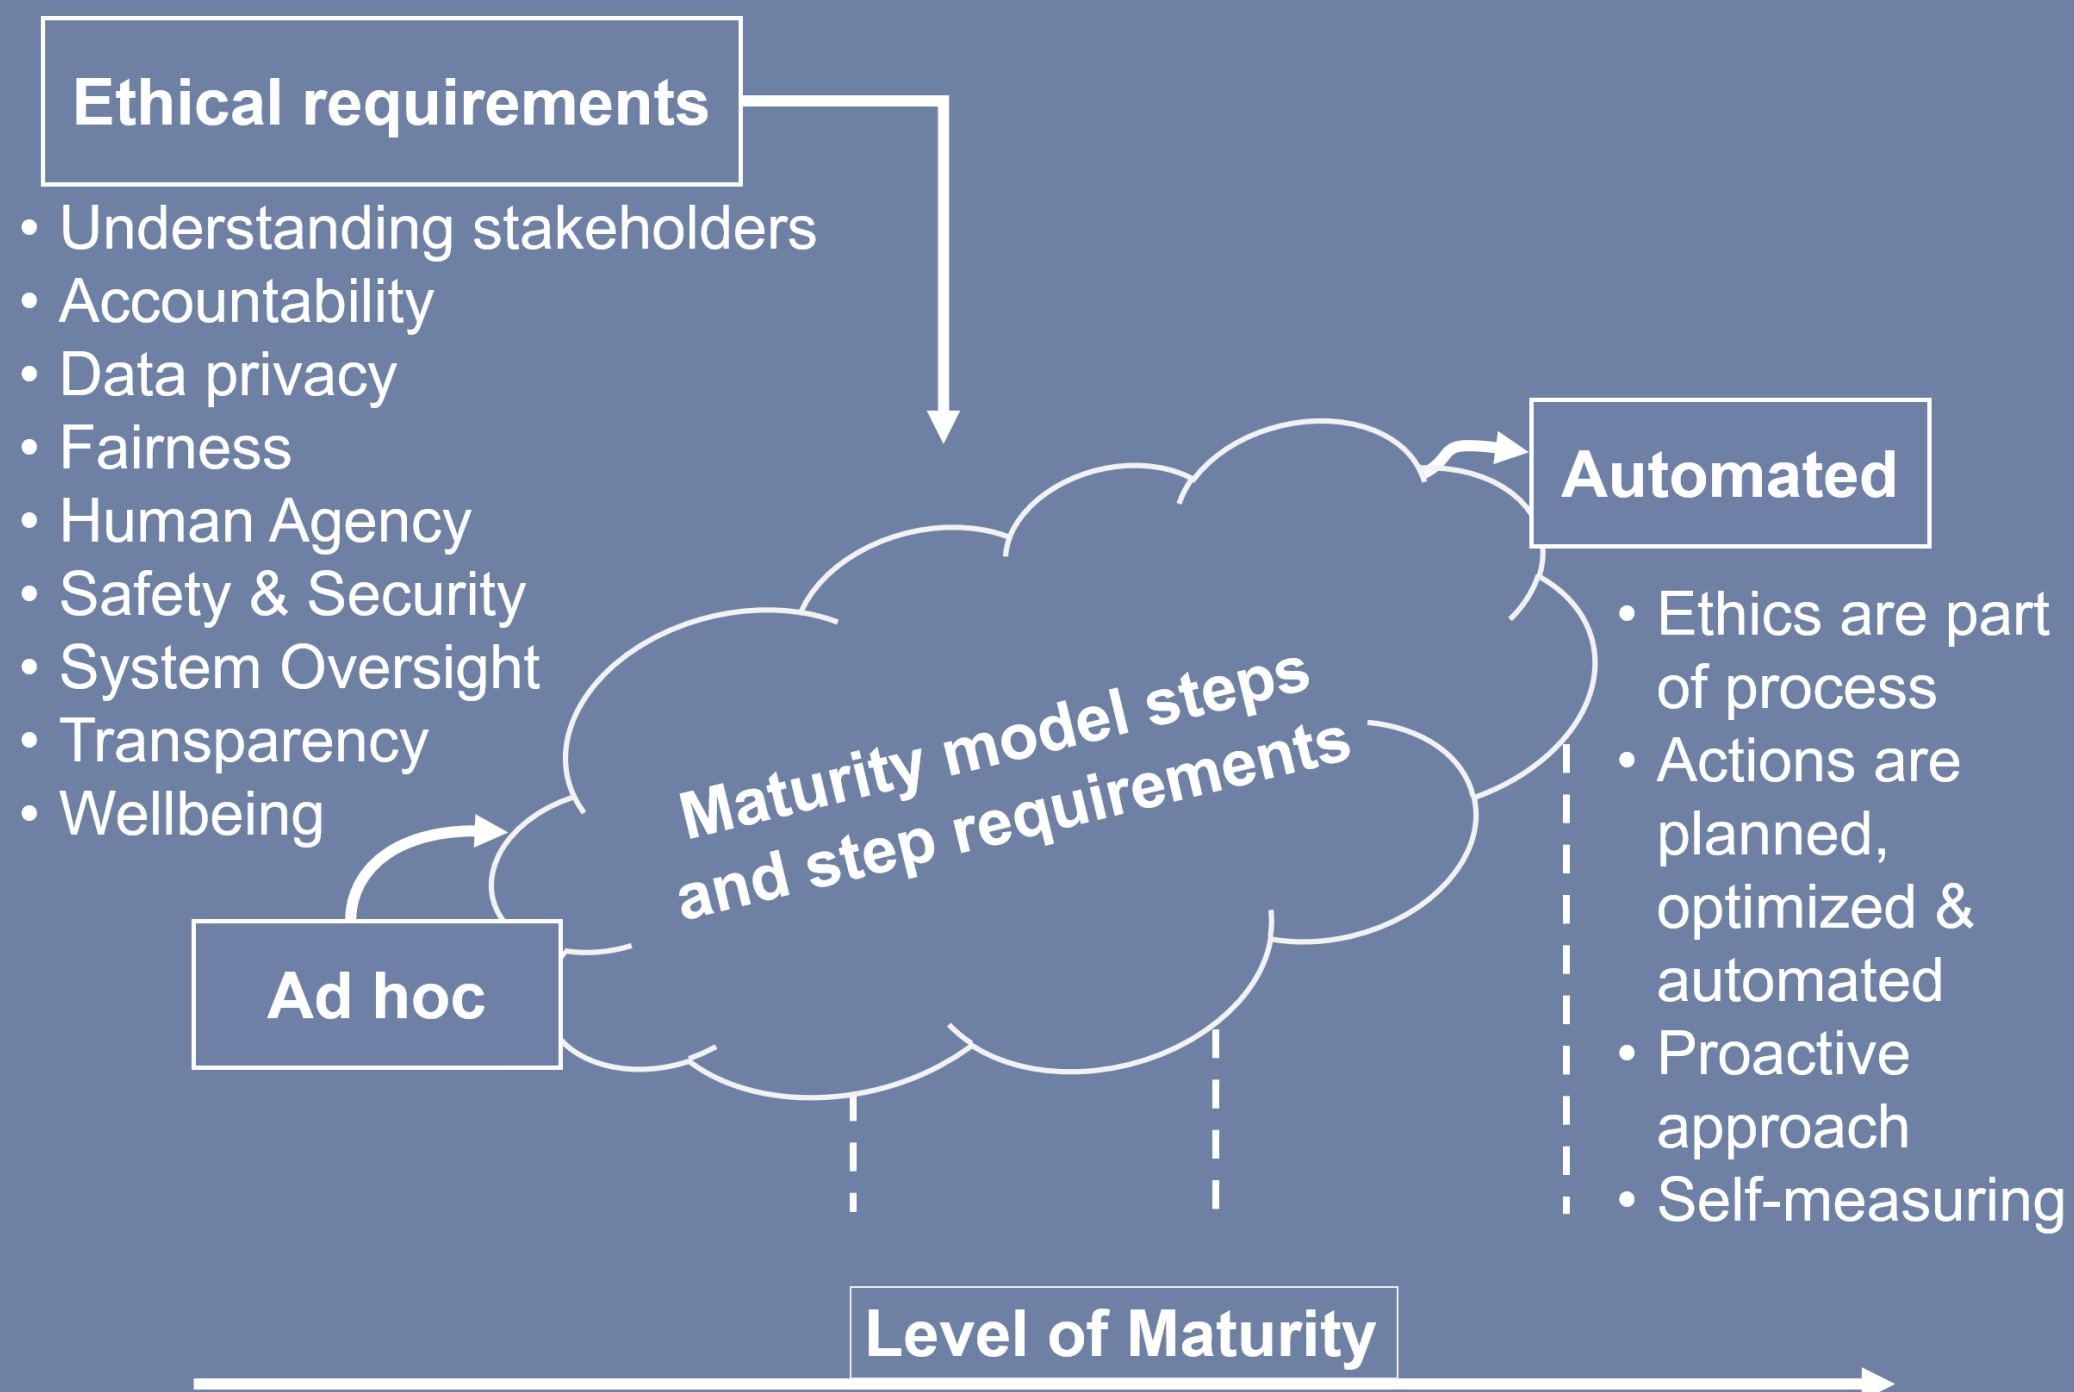 Ethical requirements
• Understanding stakeholders
• Accountability
• Data privacy
• Fairness
• Human Agency
• Safety & Security
• System Oversight
• Transparency
• Wellbeing
Ad hoc
Maturity model steps
and step requirements
Automated
• Ethics are part
of process
• Actions are
planned,
optimized &
automated
• Proactive
approach
• Self-measuring
Level of Maturity